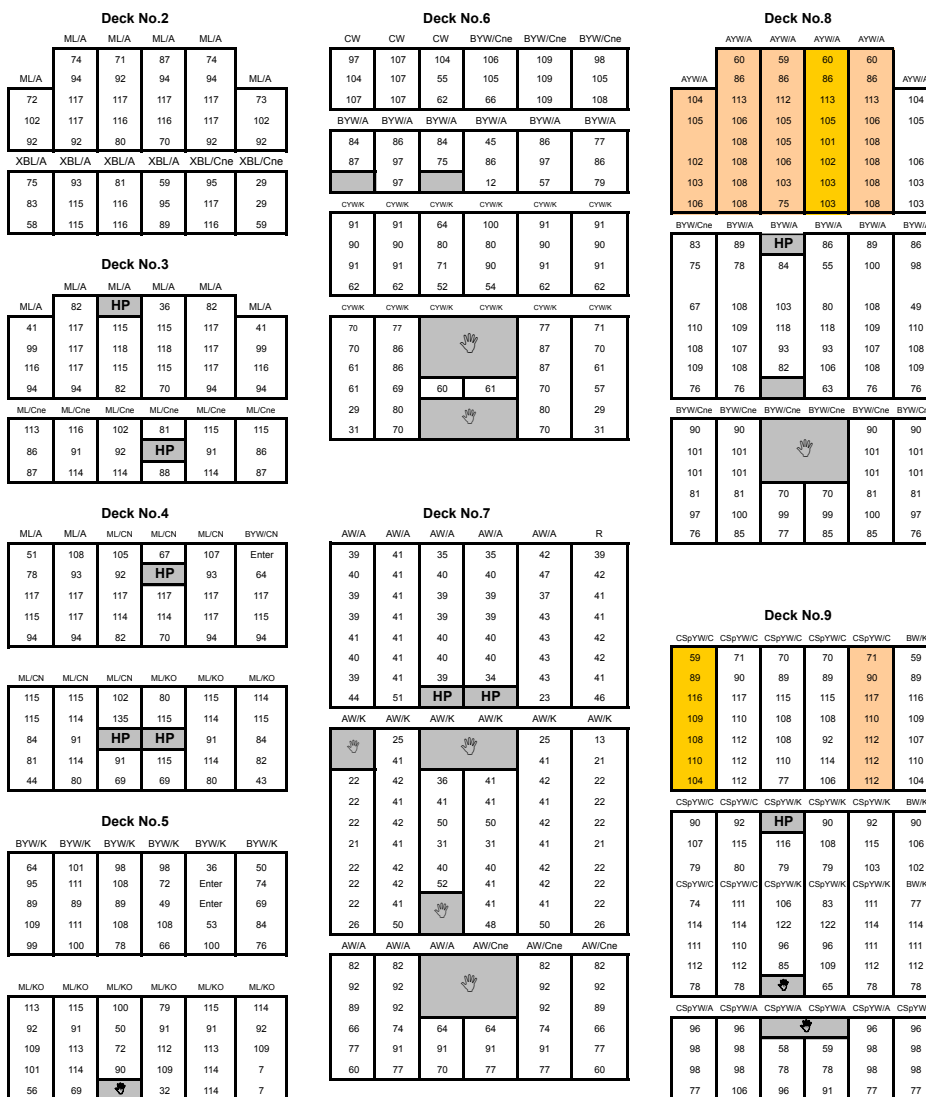 Deck No.2
ML/A ML/A ML/A ML/A
74 71 87 74
ML/A 94 92 94 94 ML/A
72 117 117 117 117 73
102 117 116 116 117 102
92 92 80 70 92 92
XBL/A XBL/A XBL/A XBL/A XBL/Cne XBL/Cne
75 93 81 59 95 29
83 115 116 95 117 29
58 115 116 89 116 59
Deck No.3
ML/A ML/A ML/A ML/A
ML/A 82 HP 36 82 ML/A
41 117 115 115 117 41
99 117 118 118 117 99
116 117 115 115 117 116
94 94 82 70 94 94
ML/Cne ML/Cne ML/Cne ML/Cne ML/Cne ML/Cne
113 116 102 81 115 115
86 91 92 HP 91 86
87 114 114 88 114 87
Deck No.4
ML/A ML/A ML/CN ML/CN ML/CN BYW/CN
51 108 105 67 107 Enter
78 93 92 HP 93 64
117 117 117 117 117 117
115 117 114 114 117 115
94 94 82 70 94 94
ML/CN ML/CN ML/CN ML/KO ML/KO ML/KO
115 115 102 80 115 114
115 114 135 115 114 115
84 91 HP HP 91 84
81 114 91 115 114 82
44 80 69 69 80 43
Deck No.5
BYW/K BYW/K BYW/K BYW/K BYW/K BYW/K
64 101 98 98 36 50
95 111 108 72 Enter 74
89 89 89 49 Enter 69
109 111 108 108 53 84
99 100 78 66 100 76
ML/KO ML/KO ML/KO ML/KO ML/KO ML/KO
113 115 100 79 115 114
92 91 50 91 91 92
109 113 72 112 113 109
101 114 90 109 114 7
56 69 32 114 7
Deck No.6
CW CW CW BYW/Cne BYW/Cne BYW/Cne
97 107 104 106 109 98
104 107 55 105 109 105
107 107 62 66 109 108
BYW/A BYW/A BYW/A BYW/A BYW/A BYW/A
84 86 84 45 86 77
87 97 75 86 97 86
97 12 57 79
CYW/K CYW/K CYW/K CYW/K CYW/K CYW/K
91 91 64 100 91 91
90 90 80 80 90 90
91 91 71 90 91 91
62 62 52 54 62 62
CYW/K CYW/K CYW/K CYW/K CYW/K CYW/K
70 77 77 71
70 86 87 70
61 86 87 61
61 69 60 61 70 57
29 80 80 29
31 70 70 31
Deck No.7
AW/A AW/A AW/A AW/A AW/A R
39 41 35 35 42 39
40 41 40 40 47 42
39 41 39 39 37 41
39 41 39 39 43 41
41 41 40 40 43 42
40 41 40 40 43 42
39 41 39 34 43 41
44 51 HP HP 23 46
AW/K AW/K AW/K AW/K AW/K AW/K
25 25 13
41 41 21
22 42 36 41 42 22
22 41 41 41 41 22
22 42 50 50 42 22
21 41 31 31 41 21
22 42 40 40 42 22
22 42 52 41 42 22
22 41 41 41 22
26 50 48 50 26
AW/A AW/A AW/A AW/Cne AW/Cne AW/Cne
82 82 82 82
92 92 92 92
89 92 92 89
66 74 64 64 74 66
77 91 91 91 91 77
60 77 70 77 77 60
Deck No.8
AYW/A AYW/A AYW/A AYW/A
60 59 60 60
AYW/A 86 86 86 86 AYW/A
104 113 112 113 113 104
105 106 105 105 106 105
108 105 101 108
102 108 106 102 108 106
103 108 103 103 108 103
106 108 75 103 108 103
BYW/Cne BYW/A BYW/A BYW/A BYW/A BYW/A
83 89 HP 86 89 86
75 78 84 55 100 98
67 108 103 80 108 49
110 109 118 118 109 110
108 107 93 93 107 108
109 108 82 106 108 109
76 76 63 76 76
BYW/Cne BYW/Cne BYW/Cne BYW/Cne BYW/Cne BYW/Cn
90 90 90 90
101 101 101 101
101 101 101 101
81 81 70 70 81 81
97 100 99 99 100 97
76 85 77 85 85 76
Deck No.9
CSpYW/C CSpYW/C CSpYW/C CSpYW/C CSpYW/C BW/K
59 71 70 70 71 59
89 90 89 89 90 89
116 117 115 115 117 116
109 110 108 108 110 109
108 112 108 92 112 107
110 112 110 114 112 110
104 112 77 106 112 104
CSpYW/C CSpYW/C CSpYW/K CSpYW/K CSpYW/K BW/K
90 92 HP 90 92 90
107 115 116 108 115 106
79 80 79 79 103 102
CSpYW/C CSpYW/C CSpYW/K CSpYW/K CSpYW/K BW/K
74 111 106 83 111 77
114 114 122 122 114 114
111 110 96 96 111 111
112 112 85 109 112 112
78 78 65 78 78
CSpYW/A CSpYW/A CSpYW/A CSpYW/A CSpYW/A CSpYW
96 96 96 96
98 98 58 59 98 98
98 98 78 78 98 98
77 106 96 91 77 77